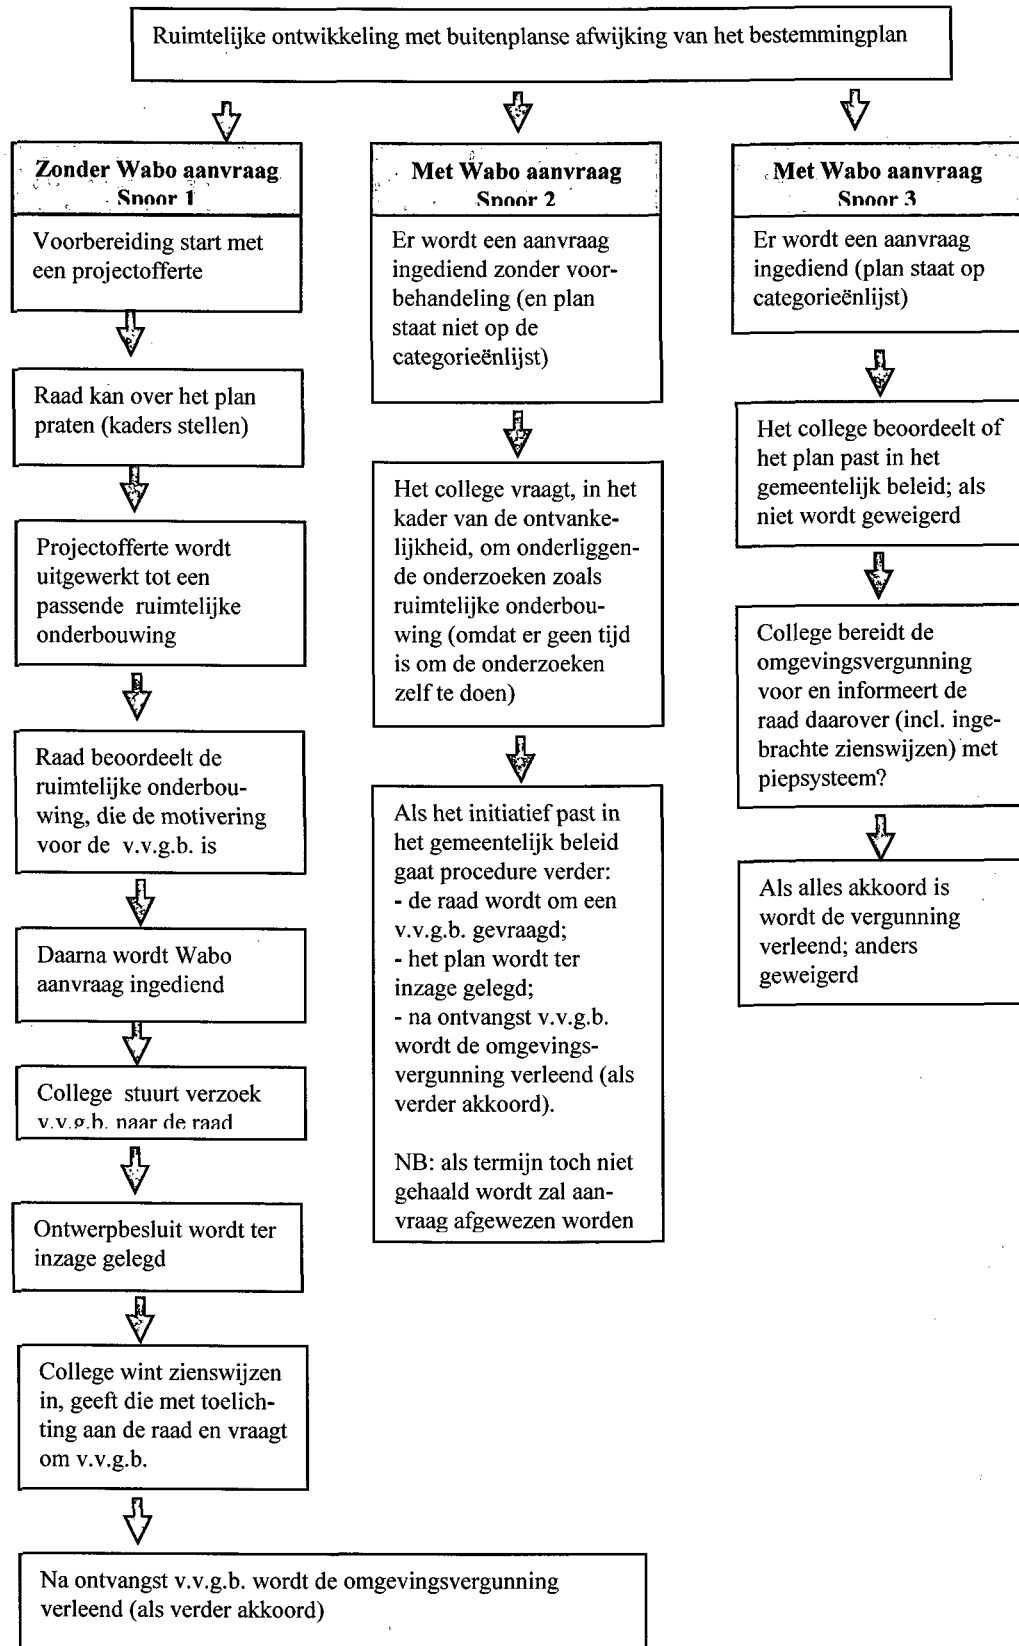 Ruimtelijke ontwikkeling met buitenplanse afwijking van het bestemmingplan
Zonder Wabo aanvraag
Spoor 1
Voorbereiding start met
een projectofferte
Raad kan over het plan
praten (kaders stellen)
Projectofferte wordt
uitgewerkt tot een
passende ruimtelijke
onderbouwing
Raad beoordeelt de
ruimtelijke onderbou-
wing, die de motivering
voor de v.v.g.b. is
Daarna wordt Wabo
aanvraag ingediend
College stuurt verzoek
v.v.g.b. naar de raad
Ontwerpbesluit wordt ter
inzage gelegd
College wint zienswijzen
in, geeft die met toelich-
ting aan de raad en vraagt
om v.v.g.b.
Na ontvangst v.v.g.b. wordt de omgevingsvergunning
verleend (als verder akkoord)
Met Wabo aanvraag
Spoor 2
Er wordt een aanvraag
ingediend zonder voor-
behandeling (en plan
staat niet op de
categorieënlijst)
Het college vraagt, in het
kader van de ontvanke-
lijkheid, om onderliggen-
de onderzoeken zoals
ruimtelijke onderbou-
wing (omdat er geen tijd
is om de onderzoeken
zelf te doen)
Als het initiatief past in
het gemeentelijk beleid
gaat procedure verder:
- de raad wordt om een
v.v.g.b. gevraagd;
- het plan wordt ter
inzage gelegd;
- na ontvangst v.v.g.b.
wordt de omgevings-
vergunning verleend (als
verder akkoord).
NB: als termijn toch niet
gehaald wordt zal aan-
vraag afgewezen worden
Met Wabo aanvraag
Spoor 3
Er wordt een aanvraag
ingediend (plan staat op
categorieënlijst)
Het college beoordeelt of
het plan past in het
gemeentelijk beleid; als
niet wordt geweigerd
College bereidt de
omgevingsvergunning
voor en informeert de
raad daarover (incl. inge-
brachte zienswijzen) met
piepsysteem?
Als alles akkoord is
wordt de vergunning
verleend; anders
geweigerd